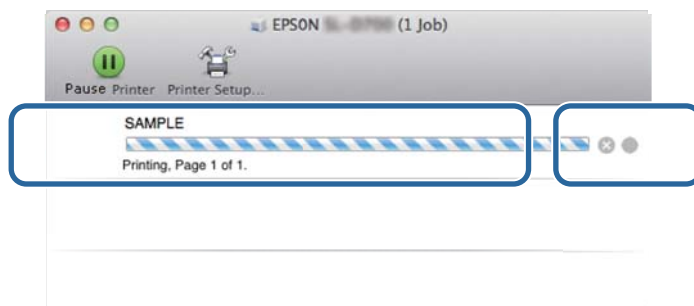 EPSON (1 Job)
Pause Printer Printer Setup...
SAMPLE
Printing, Page 1 of 1.